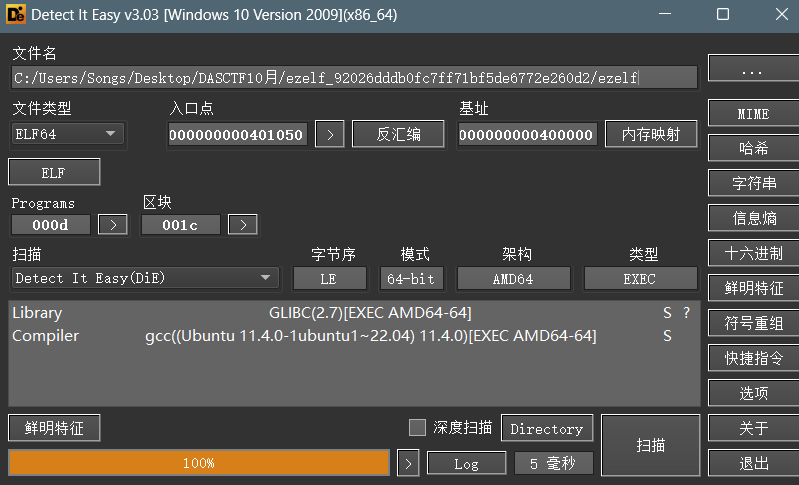 Detect It Easy v3.03 [Windows 10 Version 2009](x86_64)
文件名
C:/Users/Songs/Desktop/DASCTF10月/ezelf_92026dddb0fc7ff71bf5de6772e260d2/ezelf
...
文件类型 入口点 基址
ELF64 000000000401050 > 反汇编 000000000400000 内存映射 MIME
哈希
ELF
字符串
Programs 区块
000d > 001c > 信息熵
扫描 字节序 模式 架构 类型 十六进制
Detect It Easy(DiE) LE 64-bit AMD64 EXEC
鲜明特征
Library GLIBC(2.7)[EXEC AMD64-64] S ?
符号重组
Compiler gcc((Ubuntu 11.4.0-1ubuntu1~22.04) 11.4.0)[EXEC AMD64-64] S
快捷指令
选项
鲜明特征 深度扫描 Directory 扫描 关于
100% > Log 5 毫秒 退出